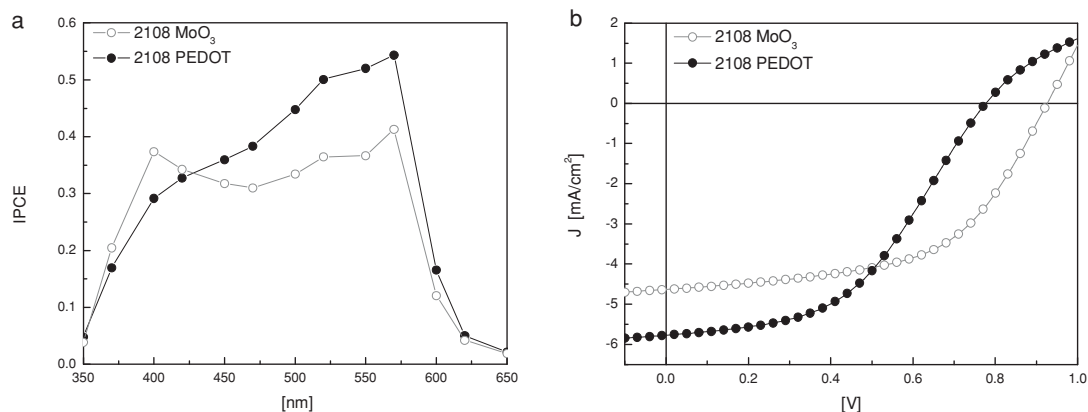 a
2108 MoO₃
2108 PEDOT
0.6
0.5
0.4
0.3
0.2
0.1
0.0
IPCE
350 400 450 500 550 600 650
[nm]
b
2108 MoO₃
2108 PEDOT
2
1
0
-1
-2
-3
-4
-5
-6
J [mA/cm²]
0.0 0.2 0.4 0.6 0.8 1.0
[V]